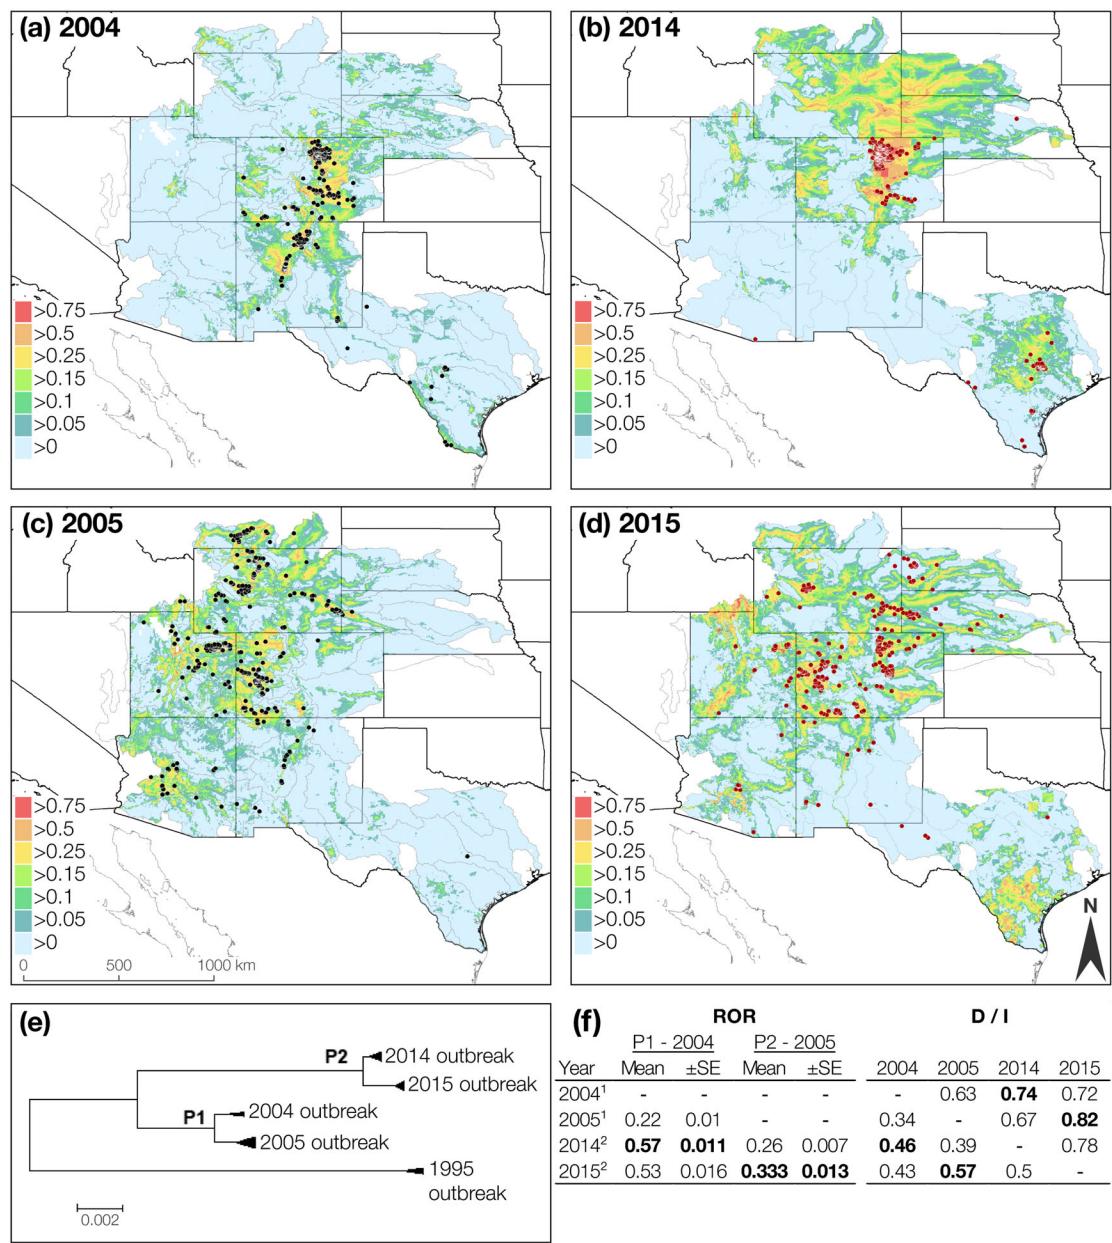 (a) 2004
>0.75
>0.5
>0.25
>0.15
>0.1
>0.05
>0
(b) 2014
>0.75
>0.5
>0.25
>0.15
>0.1
>0.05
>0
(c) 2005
>0.75
>0.5
>0.25
>0.15
>0.1
>0.05
>0
0 500 1000 km
(d) 2015
>0.75
>0.5
>0.25
>0.15
>0.1
>0.05
>0
N
(e)
P2
2014 outbreak
2015 outbreak
P1
2004 outbreak
2005 outbreak
1995
outbreak
0.002
(f) ROR D / I
P1 - 2004 P2 - 2005
Year Mean ±SE Mean ±SE 2004 2005 2014 2015
2004¹ - - - - 0.63 0.74 0.72
2005¹ 0.22 0.01 - - 0.34 0.67 0.82
2014² 0.57 0.011 0.26 0.007 0.46 0.39 - 0.78
2015² 0.53 0.016 0.333 0.013 0.43 0.57 0.5 -